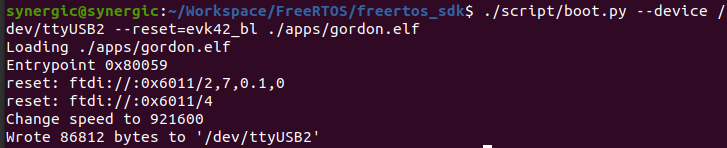 synergic@synergic:~/Workspace/FreeRTOS/freertos_sdk$ ./script/boot.py --device /
dev/ttyUSB2 --reset=evk42_bl ./apps/gordon.elf
Loading ./apps/gordon.elf
Entrypoint 0x80059
reset: ftdi://:0x6011/2,7,0.1,0
reset: ftdi://:0x6011/4
Change speed to 921600
Wrote 86812 bytes to '/dev/ttyUSB2'